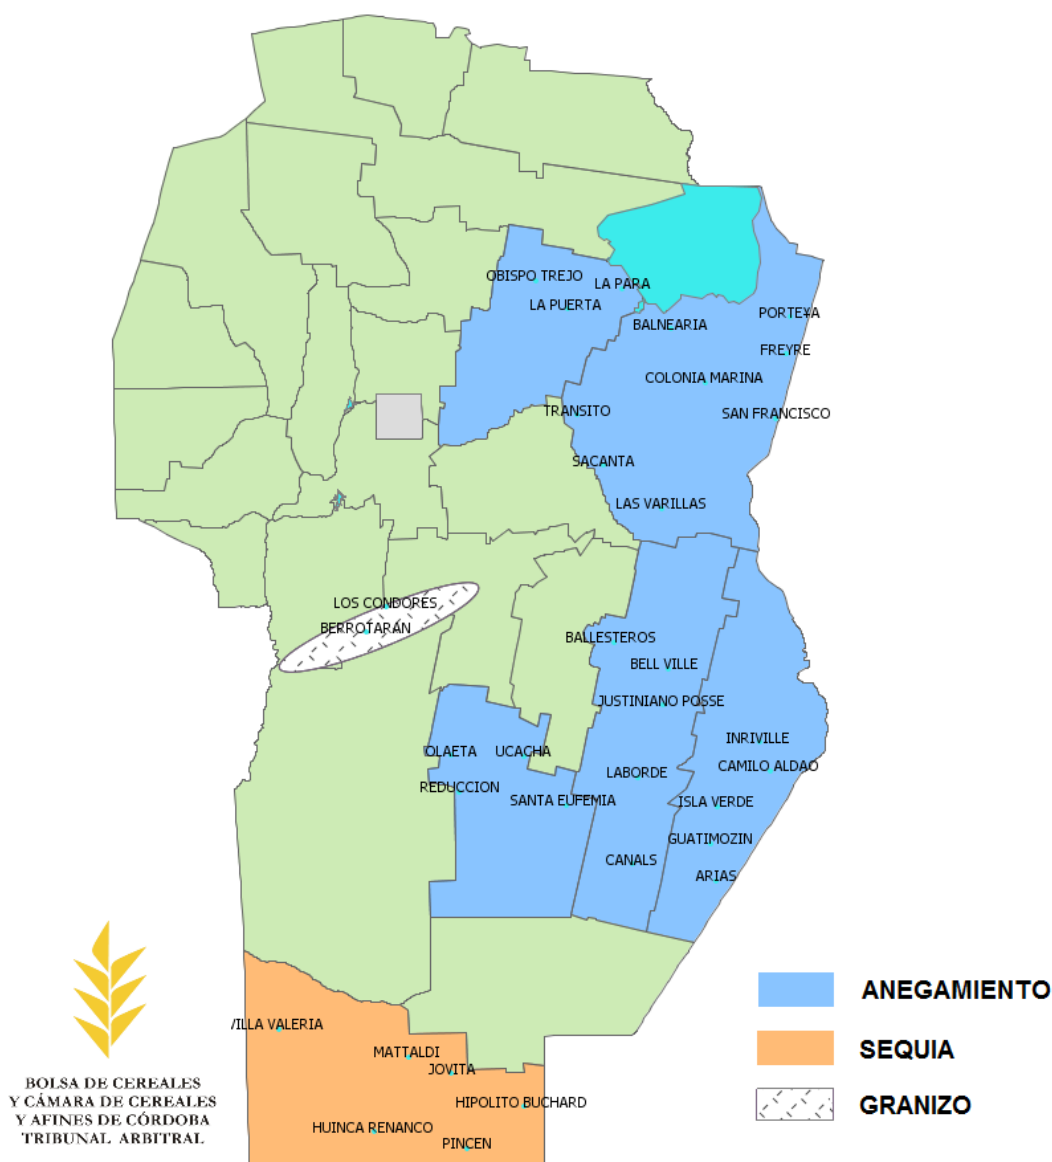 OBISPO TREJO
LA PARA
LA PUERTA
PORTE¥A
BALNEARIA
FREYRE
COLONIA MARINA
TRANSITO
SAN FRANCISCO
SACANTA
LAS VARILLAS
LOS CONDORES
BERROTARAN
BALLESTEROS
BELL VILLE
JUSTINIANO POSSE
INRIVILLE
OLAETA
UCACHA
CAMILO ALDAO
LABORDE
REDUCCION
SANTA EUFEMIA
ISLA VERDE
GUATIMOZIN
CANALS
ARIAS
VILLA VALERIA
MATTALDI
JOVITA
HIPOLITO BUCHARD
HUINCA RENANCO
PINCEN
ANEGAMIENTO
SEQUIA
GRANIZO
BOLSA DE CEREALES
Y CÁMARA DE CEREALES
Y AFINES DE CÓRDOBA
TRIBUNAL ARBITRAL